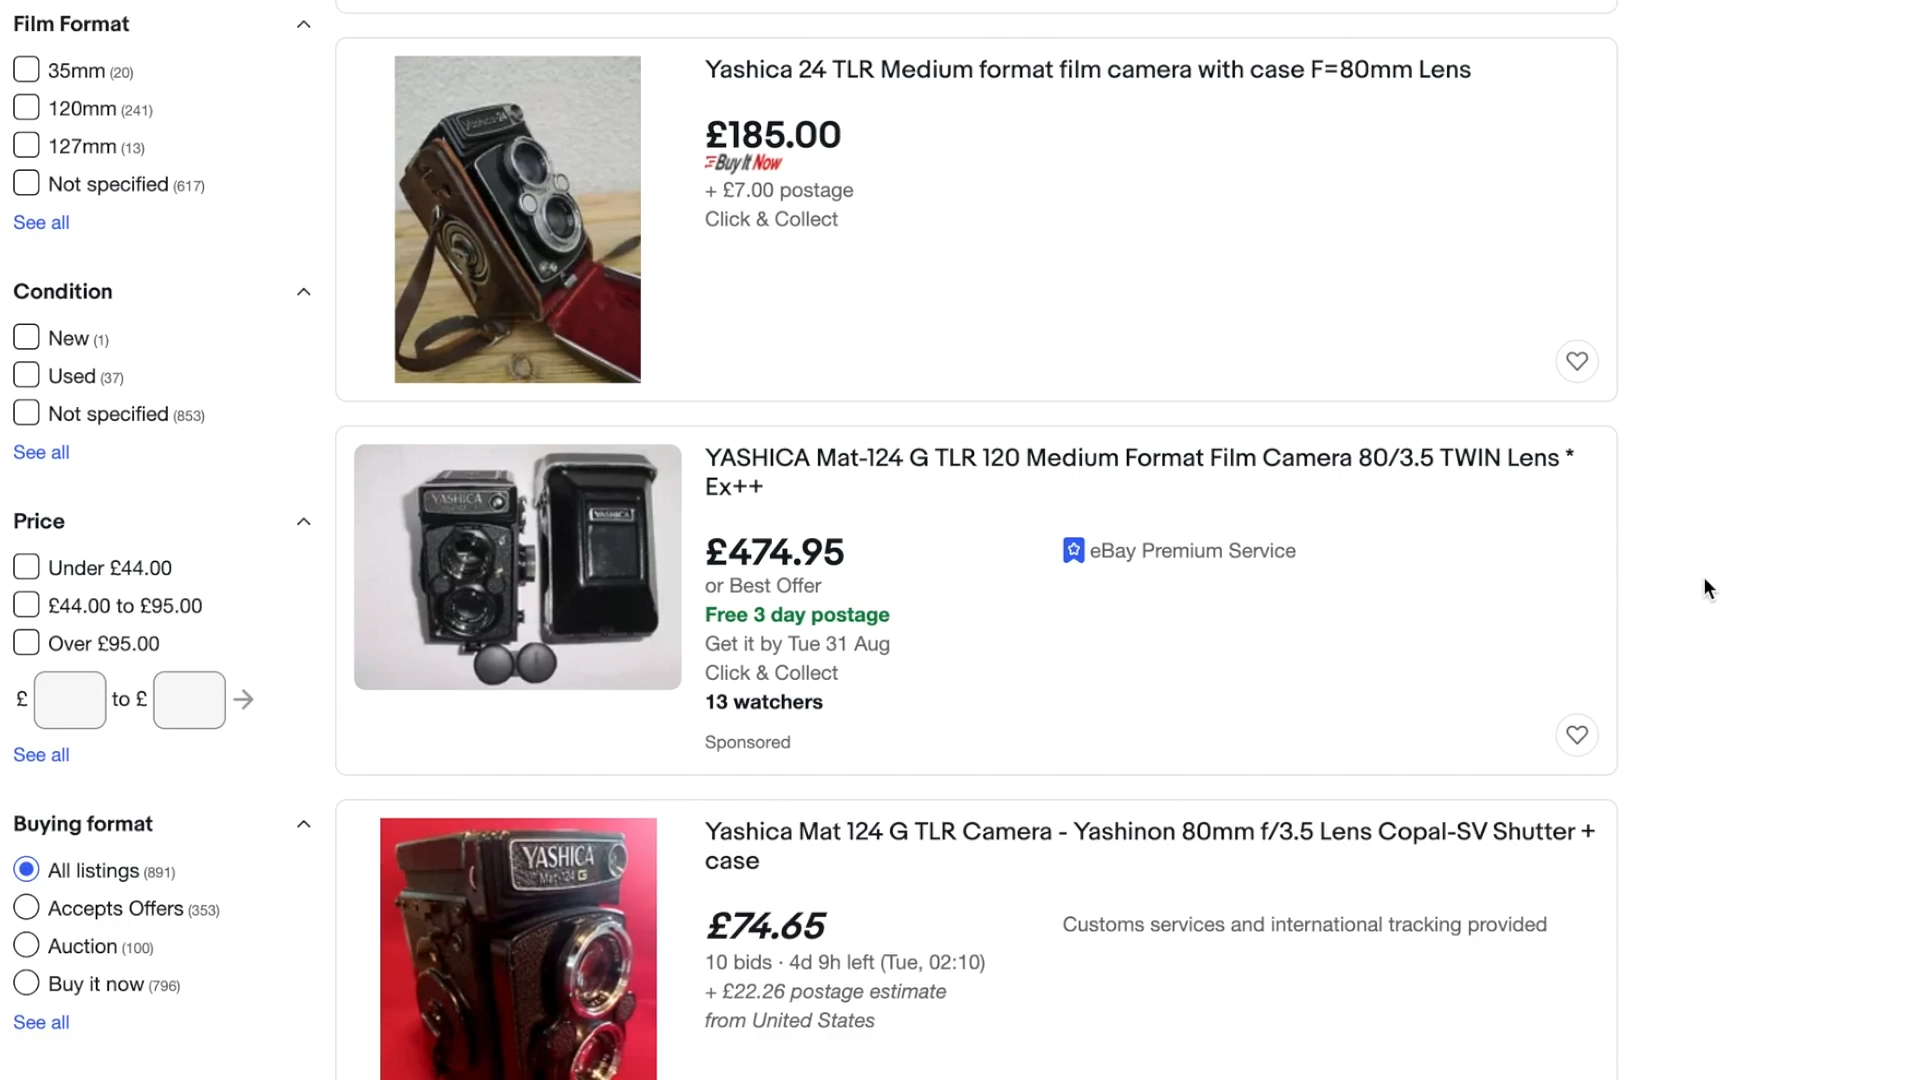 Film Format
35mm (20)
120mm (241)
127mm (13)
Not specified (617)
See all
Condition
New (1)
Used (37)
Not specified (853)
See all
Price
Under £44.00
£44.00 to £95.00
Over £95.00
£ to £
See all
Buying format
All listings (891)
Accepts Offers (353)
Auction (100)
Buy it now (796)
See all
Yashica-24
Yashica 24 TLR Medium format film camera with case F=80mm Lens
£185.00
Buy It Now
+ £7.00 postage
Click & Collect
YASHICA
YASHICA
YASHICA Mat-124 G TLR 120 Medium Format Film Camera 80/3.5 TWIN Lens *
Ex++
£474.95
eBay Premium Service
or Best Offer
Free 3 day postage
Get it by Tue 31 Aug
Click & Collect
13 watchers
Sponsored
YASHICA
Mat-124 G
Yashica Mat 124 G TLR Camera - Yashinon 80mm f/3.5 Lens Copal-SV Shutter +
case
£74.65
Customs services and international tracking provided
10 bids · 4d 9h left (Tue, 02:10)
+ £22.26 postage estimate
from United States